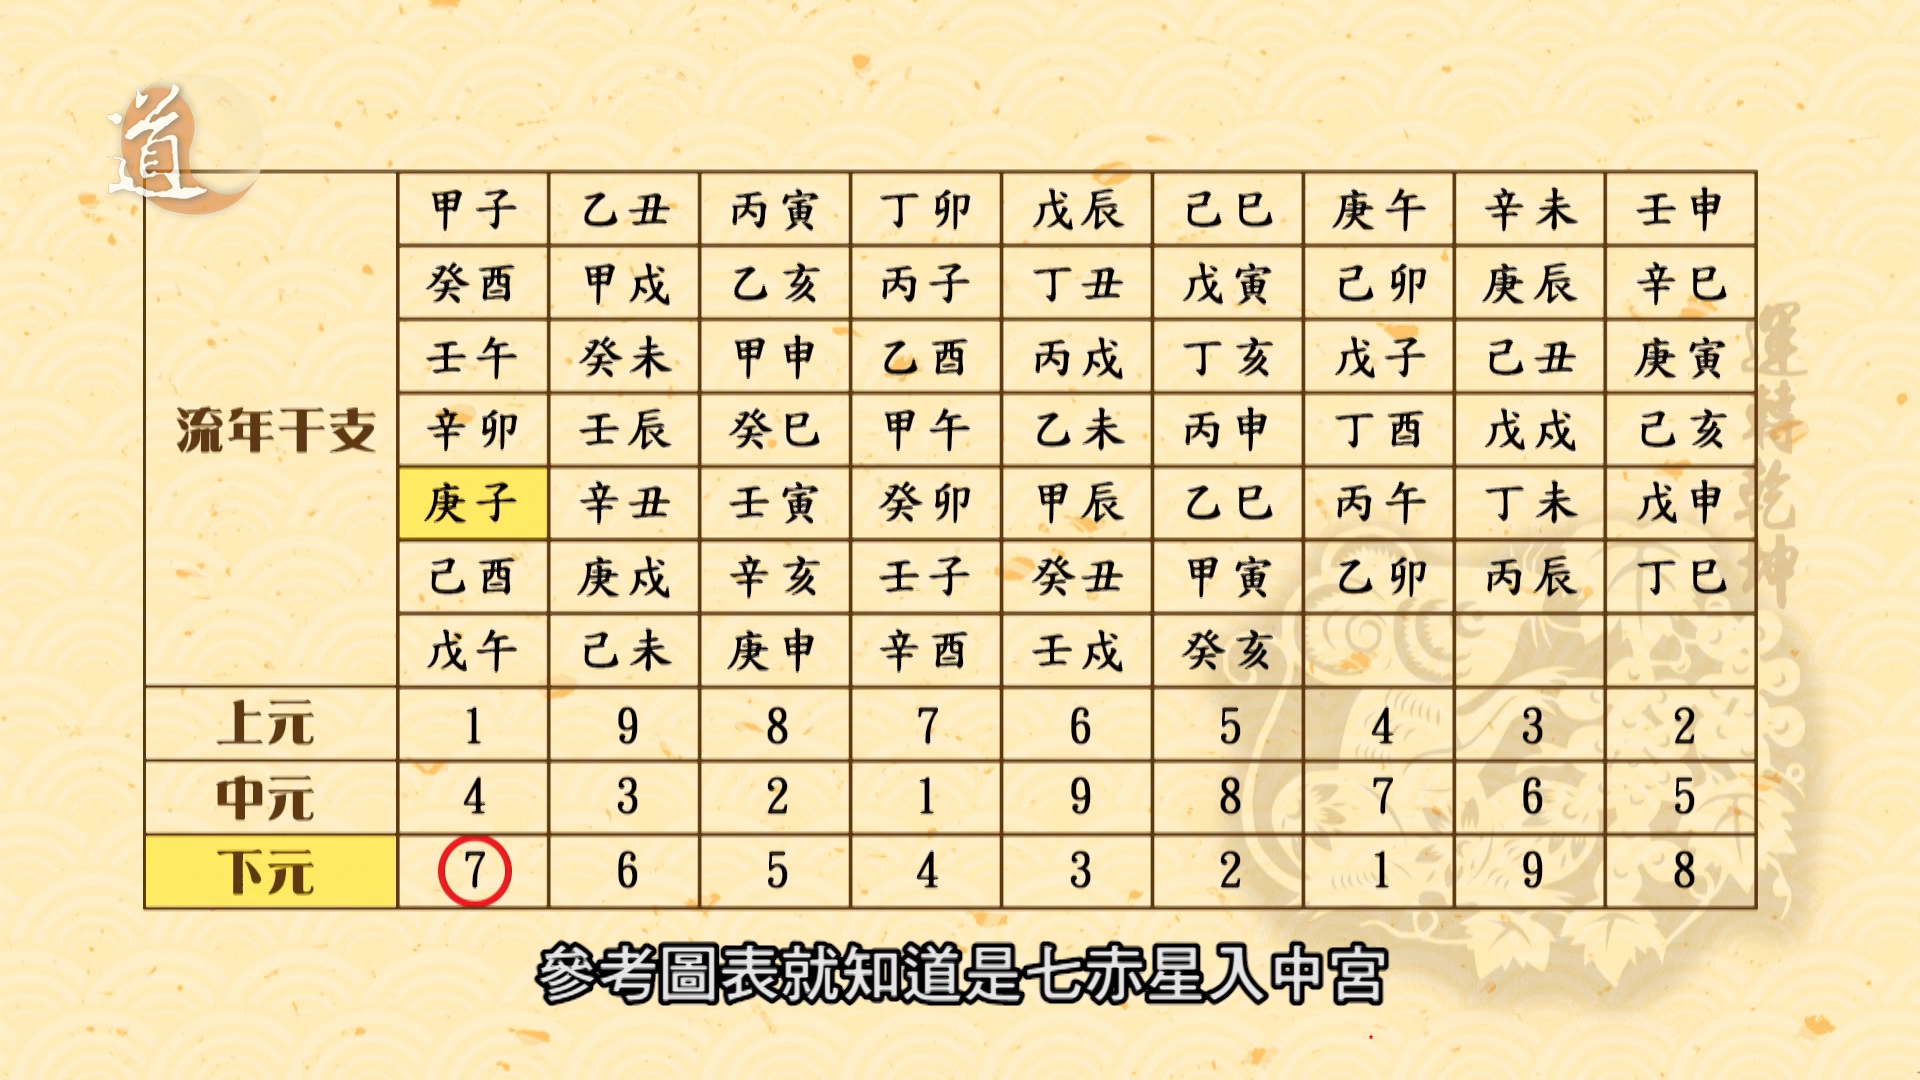 道
甲子 乙丑 丙寅 丁卯 戊辰 己巳 庚午 辛未 壬申
癸酉 甲戌 乙亥 丙子 丁丑 戊寅 己卯 庚辰 辛巳
壬午 癸未 甲申 乙酉 丙戌 丁亥 戊子 己丑 庚寅
流年干支 辛卯 壬辰 癸巳 甲午 乙未 丙申 丁酉 戊戌 己亥
庚子 辛丑 壬寅 癸卯 甲辰 乙巳 丙午 丁未 戊申
己酉 庚戌 辛亥 壬子 癸丑 甲寅 乙卯 丙辰 丁巳
戊午 己未 庚申 辛酉 壬戌 癸亥
上元 1 9 8 7 6 5 4 3 2
中元 4 3 2 1 9 8 7 6 5
下元 7 6 5 4 3 2 1 9 8
運轉乾坤
參考圖表就知道是七赤星入中宮